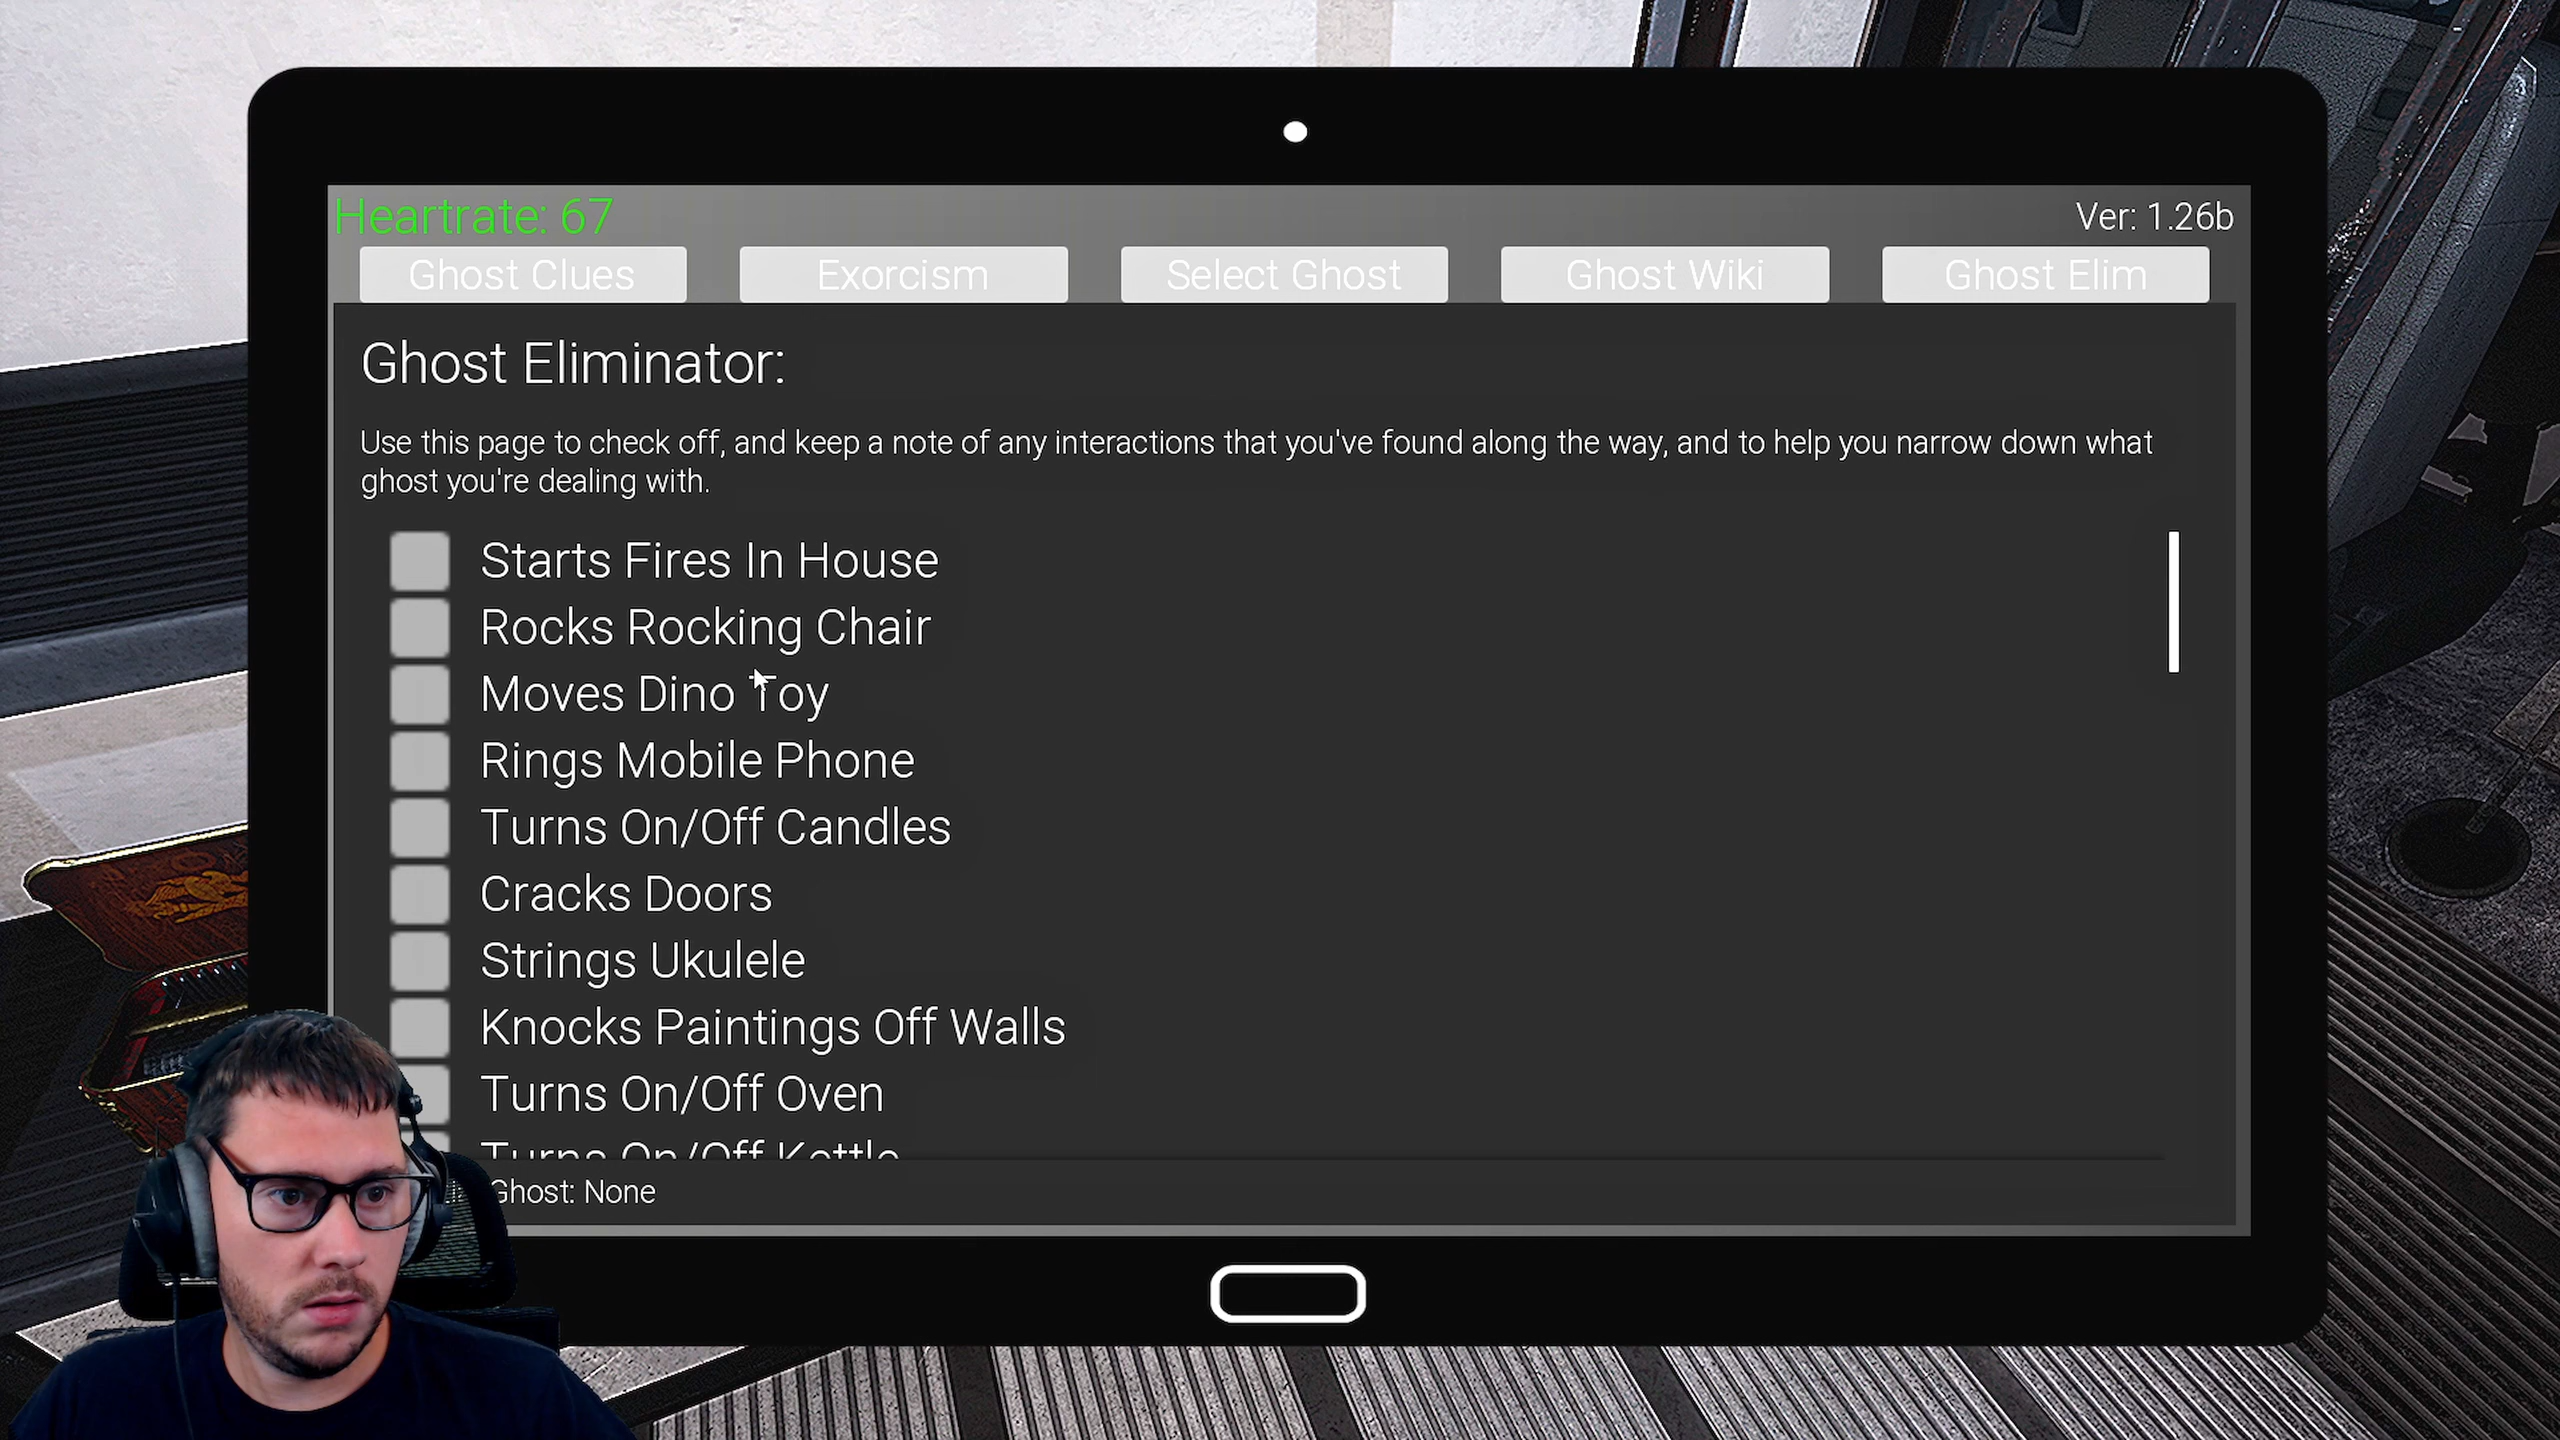 Heartrate: 67
Ver: 1.26b
Ghost Clues
Exorcism
Select Ghost
Ghost Wiki
Ghost Elim
Ghost Eliminator:
Use this page to check off, and keep a note of any interactions that you've found along the way, and to help you narrow down what
ghost you're dealing with.
Starts Fires In House
Rocks Rocking Chair
Moves Dino Toy
Rings Mobile Phone
Turns On/Off Candles
Cracks Doors
Strings Ukulele
Knocks Paintings Off Walls
Turns On/Off Oven
Turns On/Off Kettle
Ghost: None